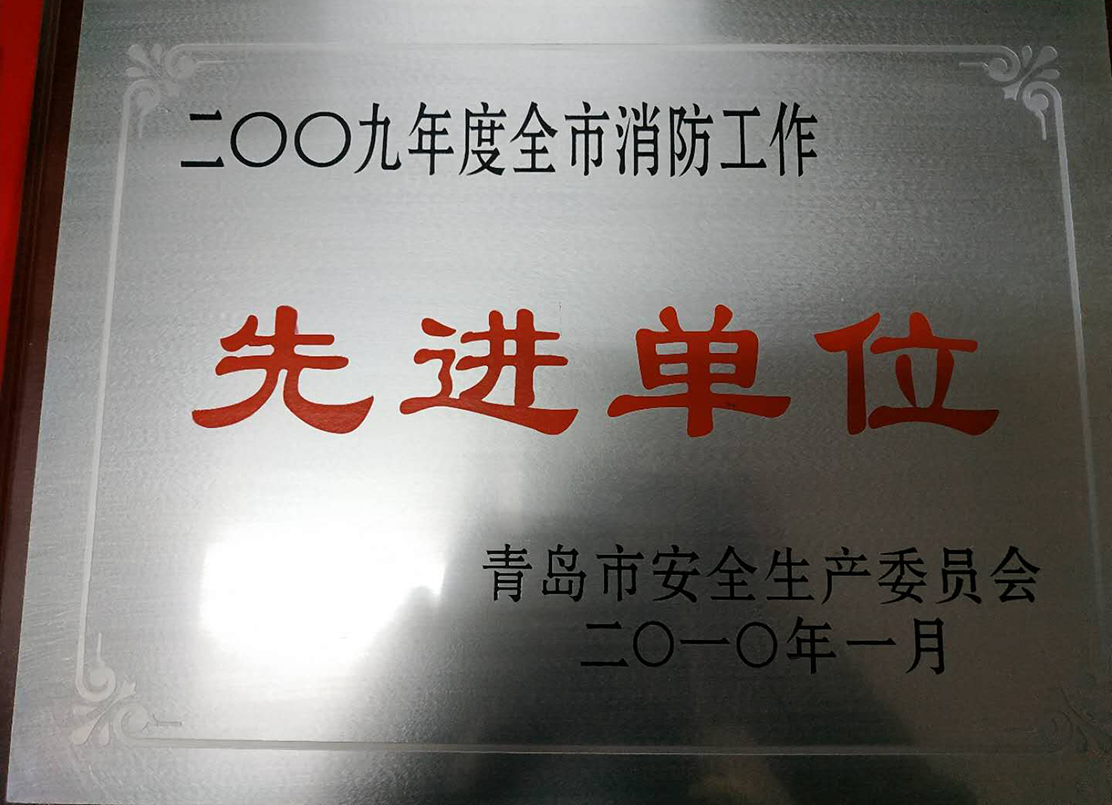 二〇〇九年度全市消防工作
先进单位
青岛市安全生产委员会
二〇一〇年一月